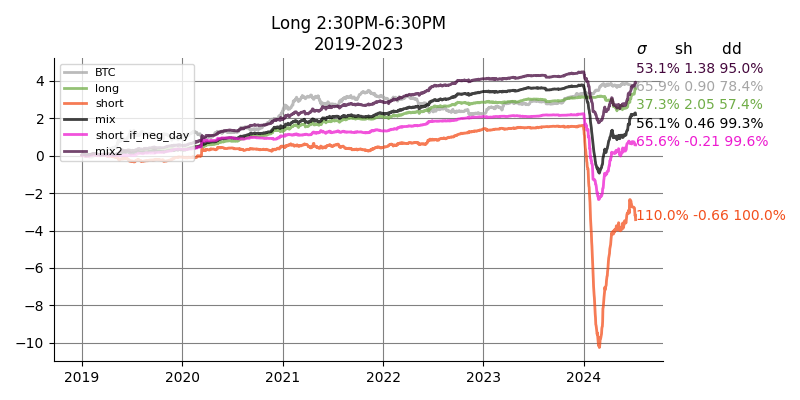 Long 2:30PM-6:30PM
2019-2023
σ sh dd
53.1% 1.38 95.0%
65.9% 0.90 78.4%
37.3% 2.05 57.4%
56.1% 0.46 99.3%
65.6% -0.21 99.6%
110.0% -0.66 100.0%
BTC
long
short
mix
short_if_neg_day
mix2
4
2
0
−2
−4
−6
−8
−10
2019 2020 2021 2022 2023 2024